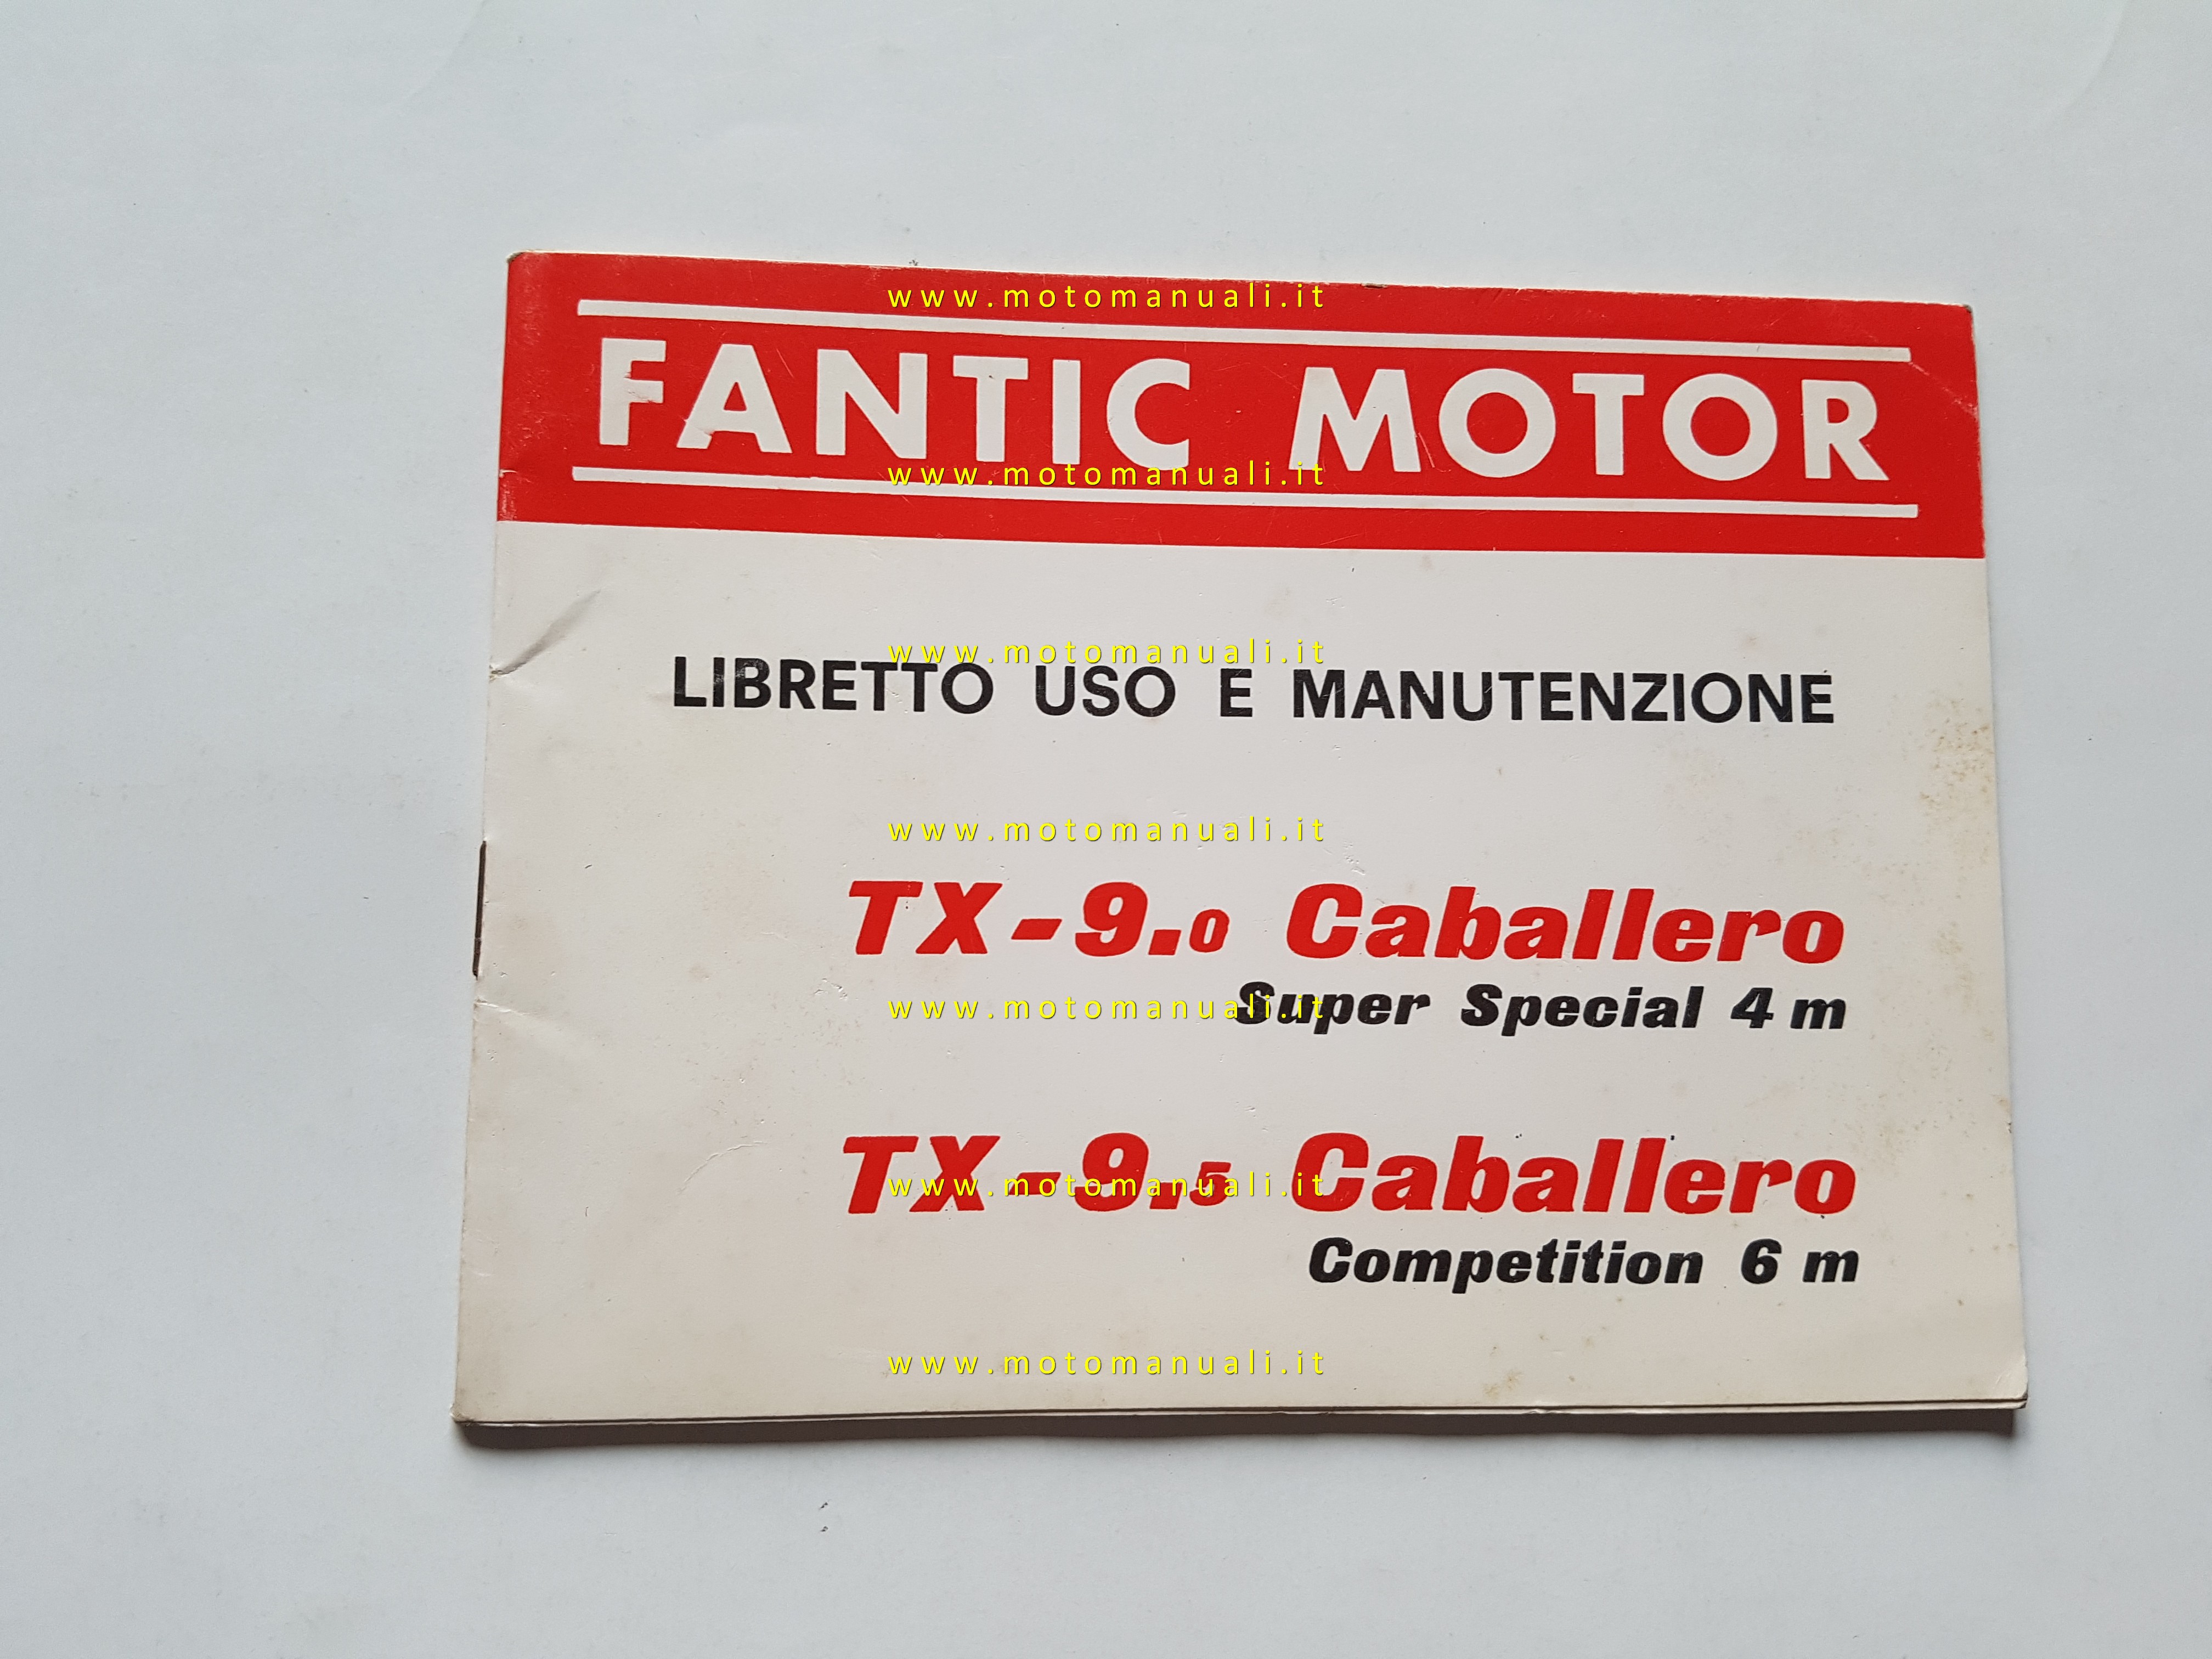 www.motomanuali.it
FANTIC MOTOR
www.motomanuali.it
www.motomanuali.it
LIBRETTO USO E MANUTENZIONE
www.motomanuali.it
TX-9.0 Caballero
www.motomanuali.it
Super Special 4 m
TX-9.5 Caballero
www.motomanuali.it
Competition 6 m
www.motomanuali.it